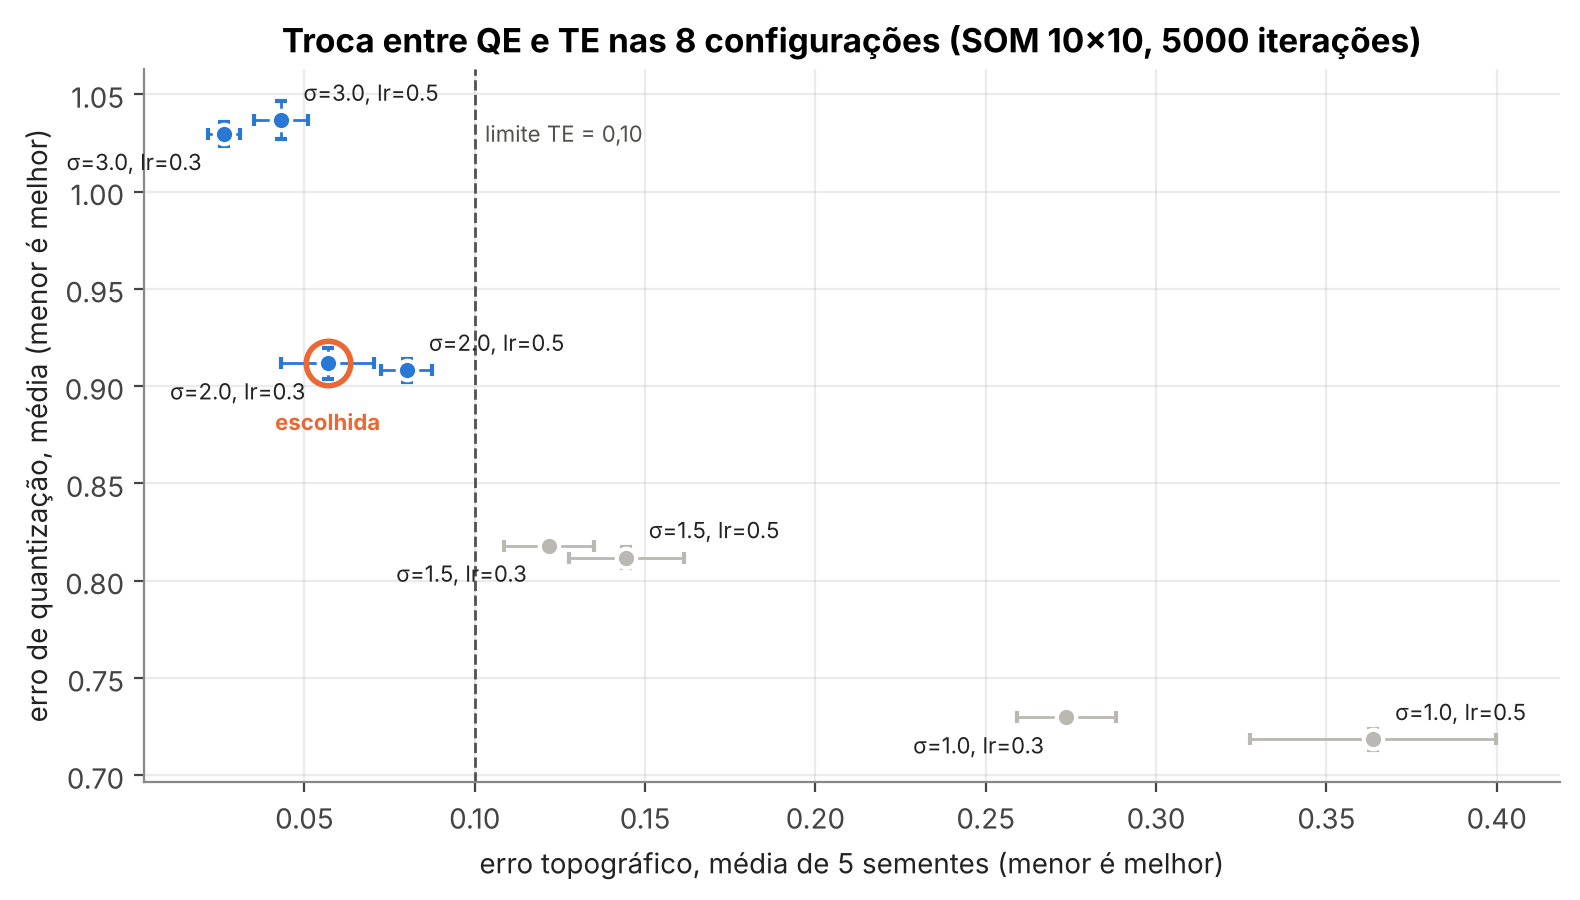 Troca entre QE e TE nas 8 configurações (SOM 10×10, 5000 iterações)
erro de quantização, média (menor é melhor)
1.05
1.00
0.95
0.90
0.85
0.80
0.75
0.70
σ=3.0, lr=0.5
limite TE = 0,10
σ=3.0, lr=0.3
σ=2.0, lr=0.5
σ=2.0, lr=0.3
escolhida
σ=1.5, lr=0.5
σ=1.5, lr=0.3
σ=1.0, lr=0.5
σ=1.0, lr=0.3
0.05
0.10
0.15
0.20
0.25
0.30
0.35
0.40
erro topográfico, média de 5 sementes (menor é melhor)